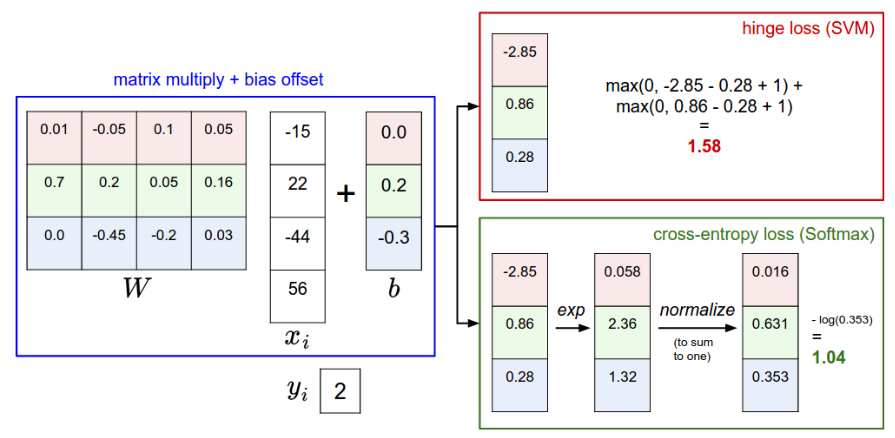 hinge loss (SVM)
matrix multiply + bias offset
0.01 -0.05 0.1 0.05
0.7 0.2 0.05 0.16
0.0 -0.45 -0.2 0.03
W
-15
22
-44
56
x_i
+
0.0
0.2
-0.3
b
y_i 2
-2.85
0.86
0.28
max(0, -2.85 - 0.28 + 1) +
max(0, 0.86 - 0.28 + 1)
=
1.58
cross-entropy loss (Softmax)
-2.85
0.86
0.28
exp
0.058
2.36
1.32
normalize
(to sum
to one)
0.016
0.631
0.353
- log(0.353)
=
1.04